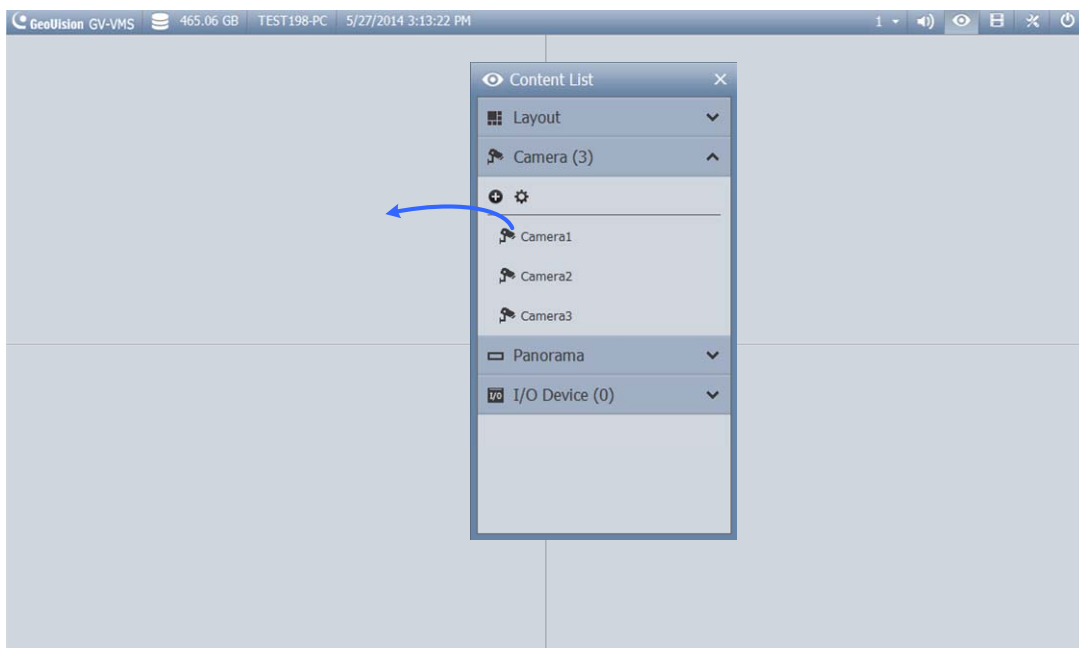 GeoVision GV-VMS 465.06 GB TEST198-PC 5/27/2014 3:13:22 PM 1
Content List
Layout
Camera (3)
Camera1
Camera2
Camera3
Panorama
I/O I/O Device (0)